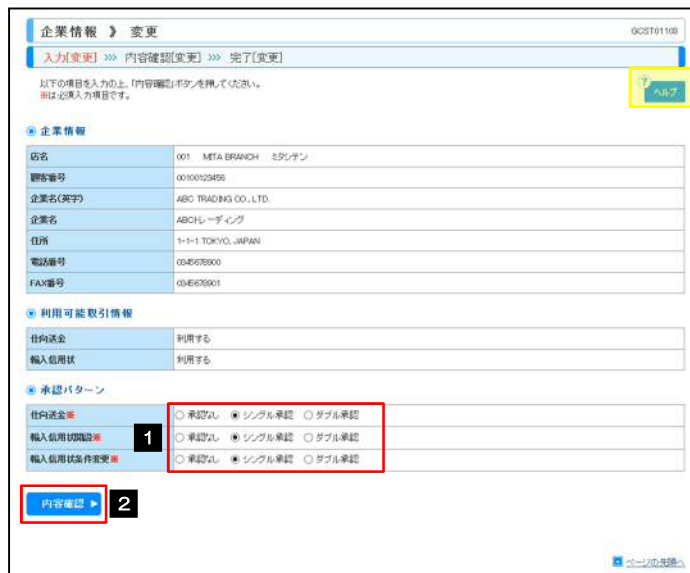 企業情報 》 変更
GCST01103
入力[変更] >>> 内容確認[変更] >>> 完了[変更]
以下の項目を入力の上、「内容確認」ボタンを押してください。
※は必須入力項目です。
? ヘルプ
企業情報
店名 001 MITA BRANCH ミタシテン
顧客番号 00100123456
企業名(英字) ABC TRADING CO., LTD.
企業名 ABCトレーディング
住所 1-1-1 TOKYO, JAPAN
電話番号 0345678900
FAX番号 0345678901
利用可能取引情報
仕向送金 利用する
輸入信用状 利用する
承認パターン
仕向送金※ 承認なし シングル承認 ダブル承認
1 輸入信用状開設※ 承認なし シングル承認 ダブル承認
輸入信用状条件変更※ 承認なし シングル承認 ダブル承認
内容確認 2
ページの先頭へ